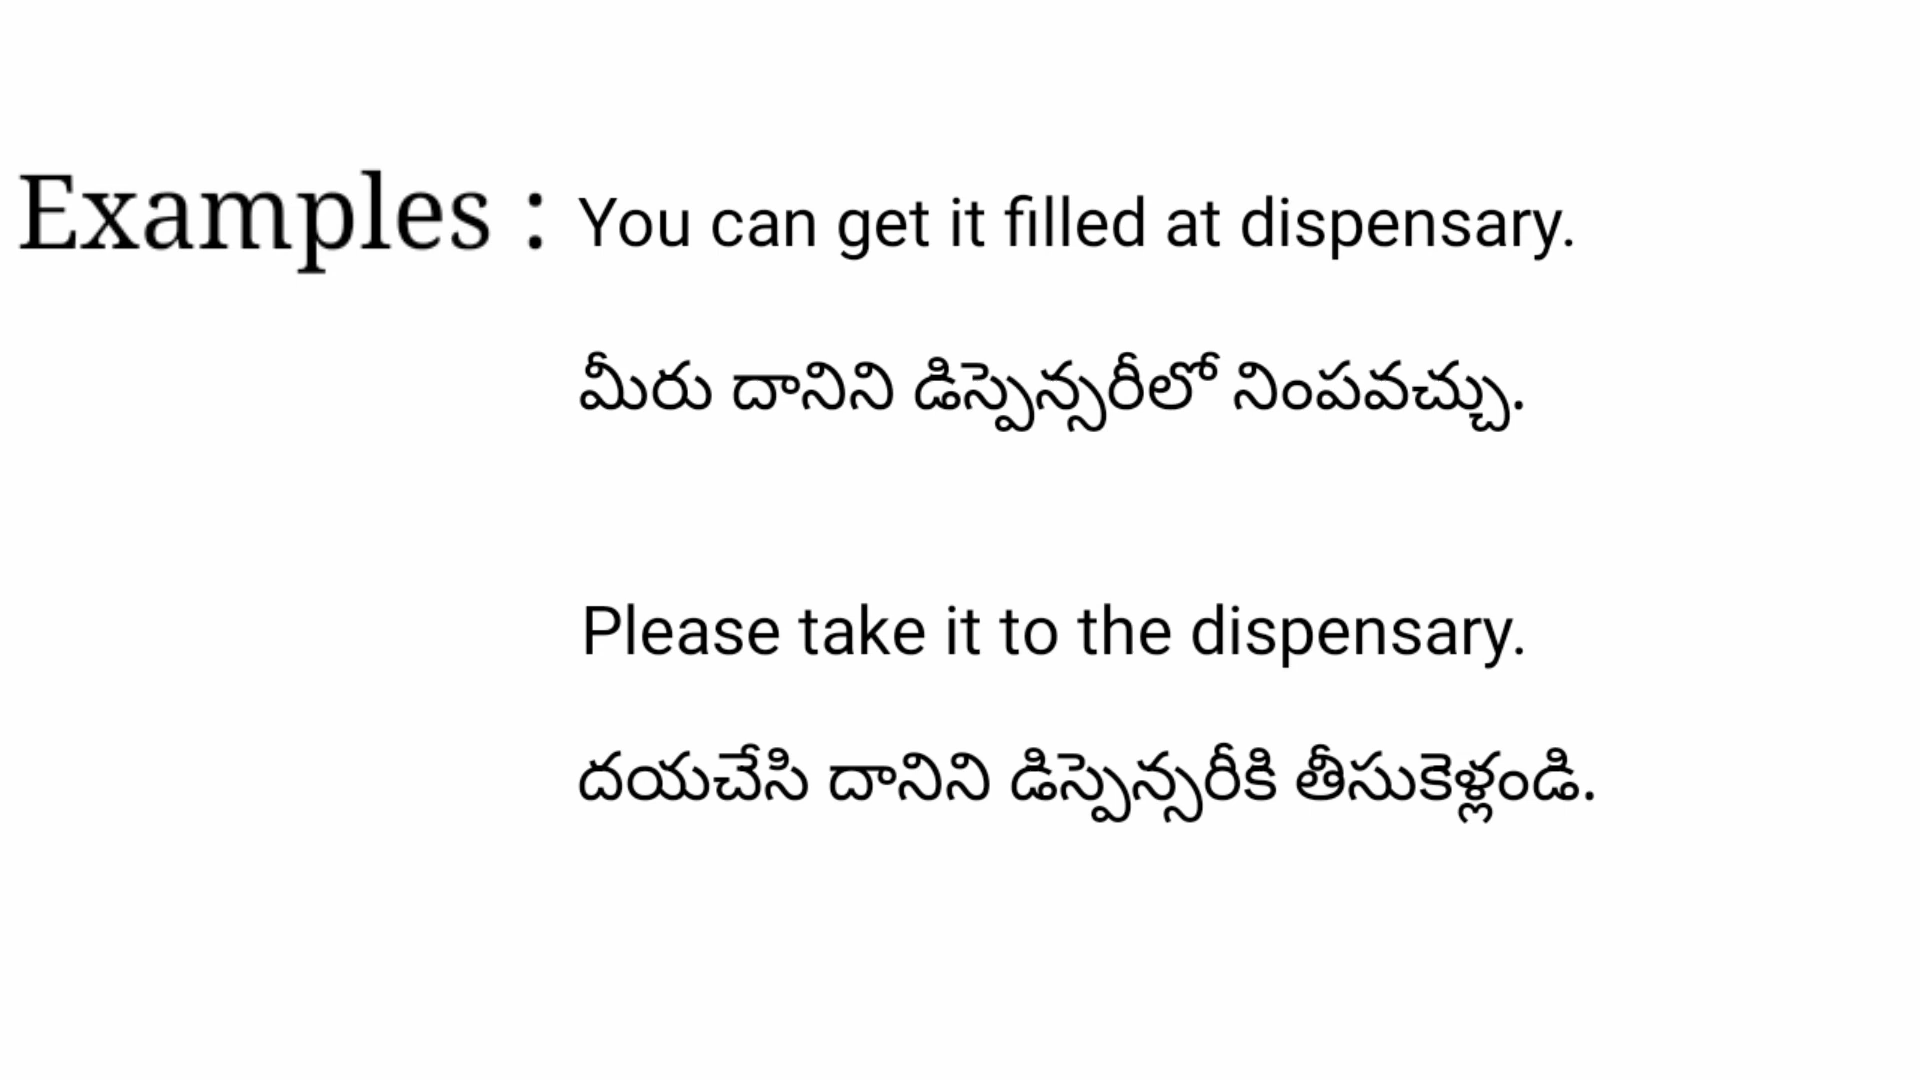 Examples : You can get it filled at dispensary.
మీరు దానిని డిస్పెన్సరీలో నింపవచ్చు.
Please take it to the dispensary.
దయచేసి దానిని డిస్పెన్సరీకి తీసుకెళ్లండి.